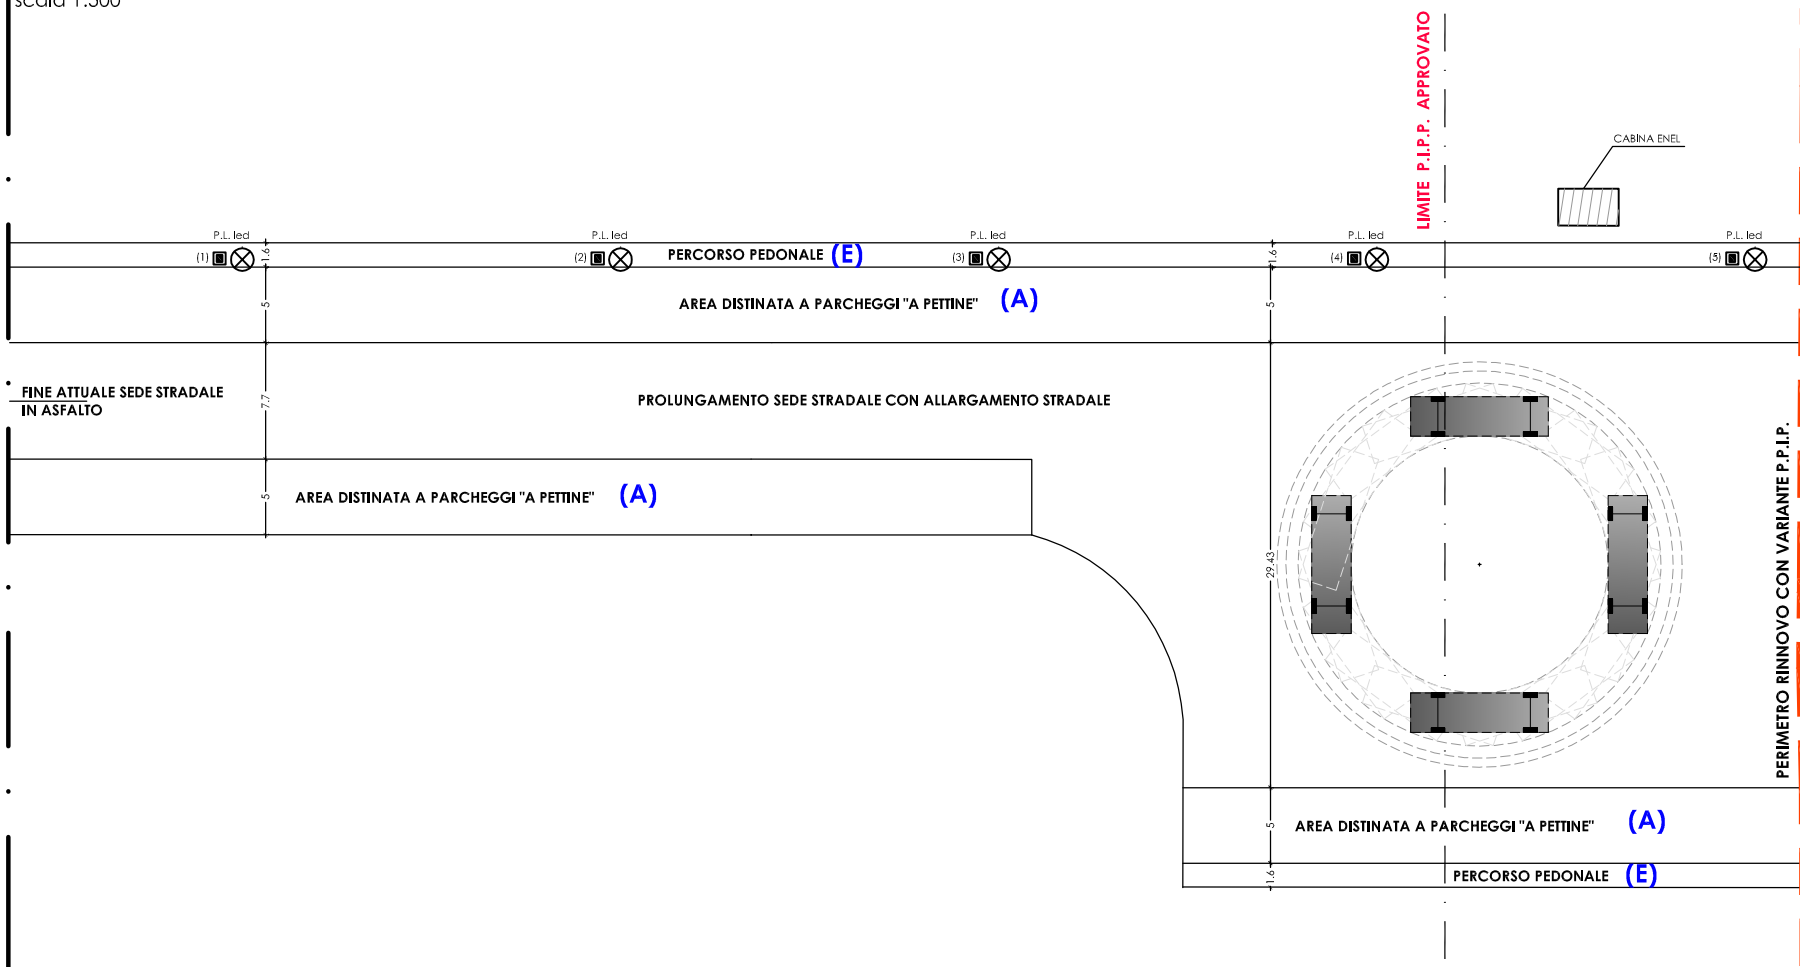 scala 1:500
LIMITE P.I.P.P. APPROVATO
CABINA ENEL
P.L. led
P.L. led
P.L. led
P.L. led
P.L. led
(1)
(2)
(3)
(4)
(5)
1.6
PERCORSO PEDONALE (E)
1.6
5
AREA DISTINATA A PARCHEGGI "A PETTINE" (A)
5
FINE ATTUALE SEDE STRADALE
IN ASFALTO
7.7
PROLUNGAMENTO SEDE STRADALE CON ALLARGAMENTO STRADALE
5
AREA DISTINATA A PARCHEGGI "A PETTINE" (A)
29.43
PERIMETRO RINNOVO CON VARIANTE P.P.I.P.
5
AREA DISTINATA A PARCHEGGI "A PETTINE" (A)
1.6
PERCORSO PEDONALE (E)